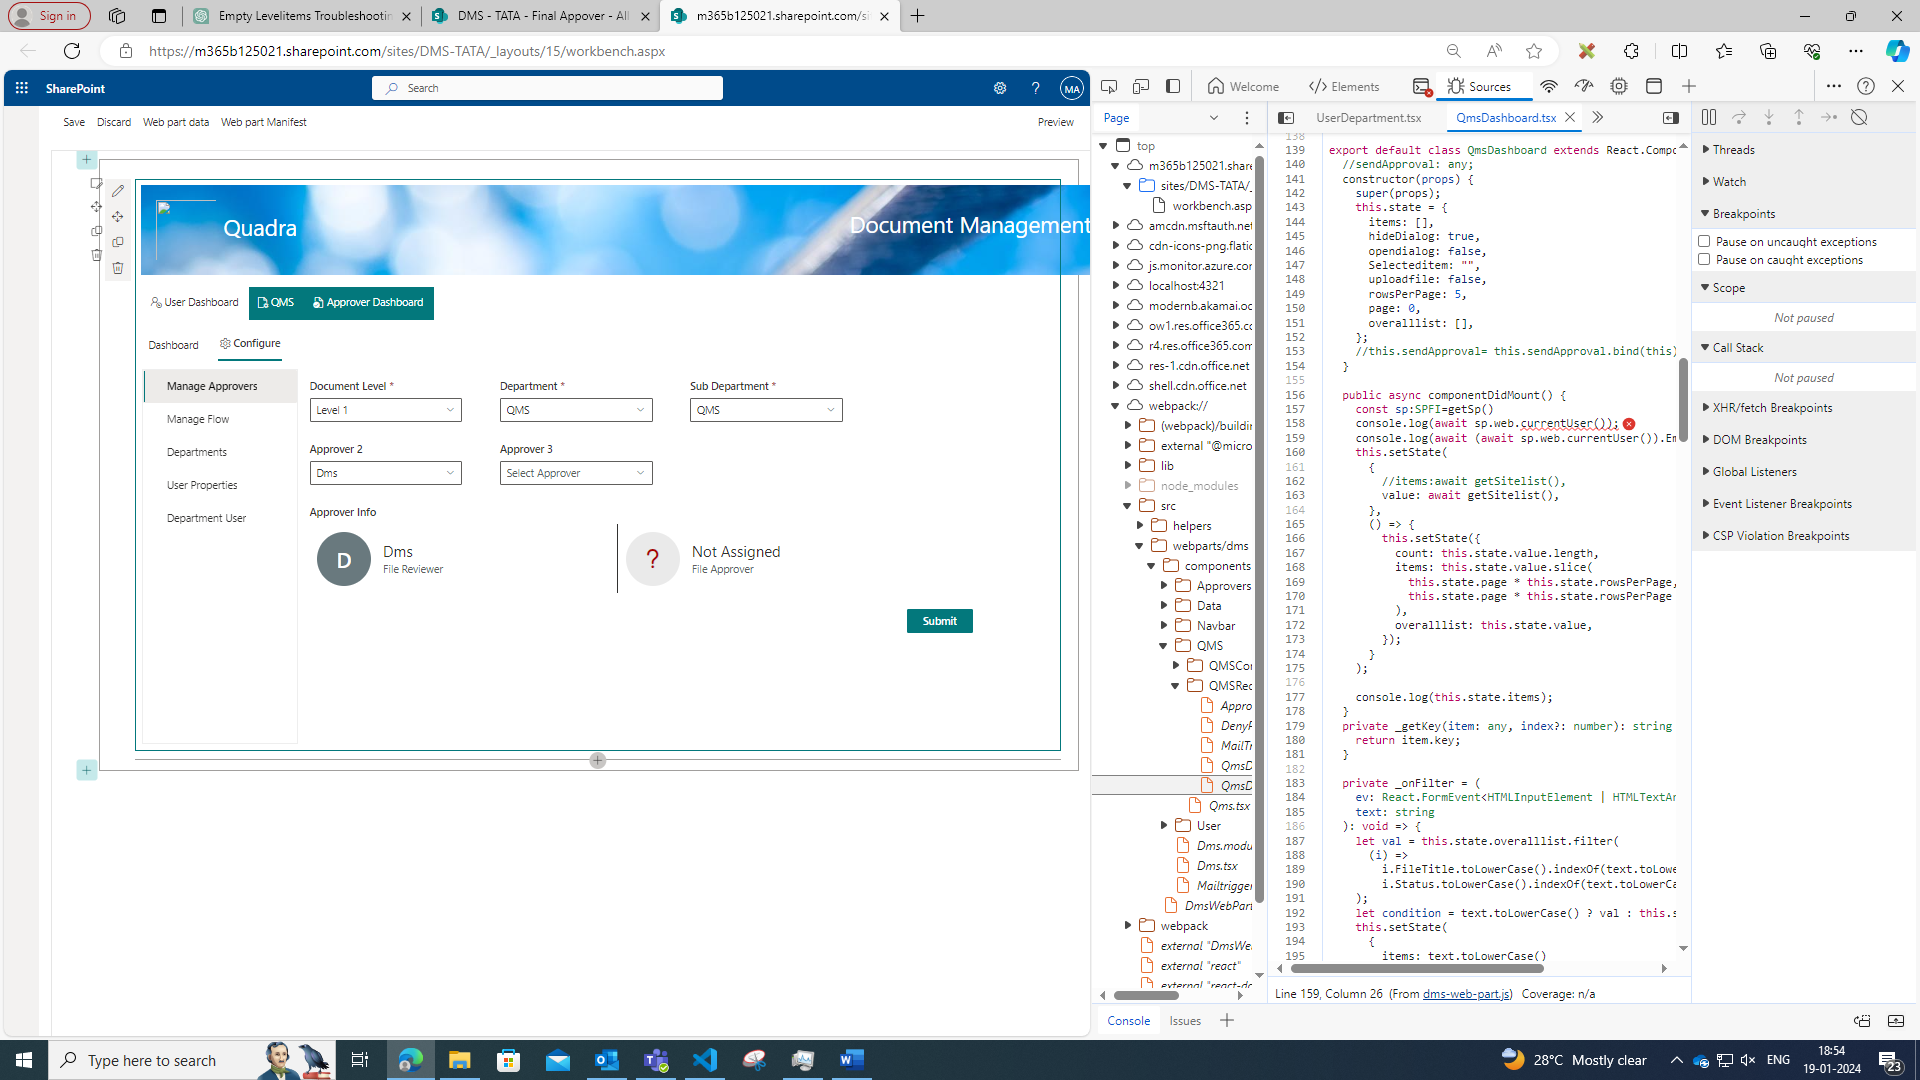 Sign in
Empty Levelitems Troubleshootin
DMS - TATA - Final Appover - All
m365b125021.sharepoint.com/si
https://m365b125021.sharepoint.com/sites/DMS-TATA/_layouts/15/workbench.aspx
SharePoint
Search
MA
Save Discard Web part data Web part Manifest
Preview
Quadra
Document Management
User Dashboard QMS Approver Dashboard
Dashboard Configure
Manage Approvers
Manage Flow
Departments
User Properties
Department User
Document Level * Department * Sub Department *
Level 1 QMS QMS
Approver 2 Approver 3
Dms Select Approver
Approver Info
D Dms
File Reviewer
? Not Assigned
File Approver
Submit
Welcome Elements Sources
Page
top
m365b125021.share
sites/DMS-TATA/_
workbench.asp
amcdn.msftauth.net
cdn-icons-png.flatic
js.monitor.azure.cor
localhost:4321
modernb.akamai.oc
ow1.res.office365.cc
r4.res.office365.com
res-1.cdn.office.net
shell.cdn.office.net
webpack://
(webpack)/buildin
external "@micro
lib
node_modules
src
helpers
webparts/dms
components
Approvers
Data
Navbar
QMS
QMSCor
QMSRec
Appro
DenyF
MailTr
QmsD
QmsD
Qms.tsx
User
Dms.modu
Dms.tsx
Mailtrigger
DmsWebPart
webpack
external "DmsWe
external "react"
external "react-do
UserDepartment.tsx QmsDashboard.tsx
138
139 export default class QmsDashboard extends React.Compo
140 //sendApproval: any;
141 constructor(props) {
142 super(props);
143 this.state = {
144 items: [],
145 hideDialog: true,
146 opendialog: false,
147 Selecteditem: "",
148 uploadfile: false,
149 rowsPerPage: 5,
150 page: 0,
151 overalllist: [],
152 };
153 //this.sendApproval= this.sendApproval.bind(this)
154 }
155
156 public async componentDidMount() {
157 const sp:SPFI=getSp()
158 console.log(await sp.web.currentUser());
159 console.log(await (await sp.web.currentUser()).Em
160 this.setState(
161 {
162 //items:await getSitelist(),
163 value: await getSitelist(),
164 },
165 () => {
166 this.setState({
167 count: this.state.value.length,
168 items: this.state.value.slice(
169 this.state.page * this.state.rowsPerPage,
170 this.state.page * this.state.rowsPerPage
171 ),
172 overalllist: this.state.value,
173 });
174 }
175 );
176
177 console.log(this.state.items);
178 }
179 private _getKey(item: any, index?: number): string
180 return item.key;
181 }
182
183 private _onFilter = (
184 ev: React.FormEvent<HTMLInputElement | HTMLTextAr
185 text: string
186 ): void => {
187 let val = this.state.overalllist.filter(
188 (i) =>
189 i.FileTitle.toLowerCase().indexOf(text.toLowe
190 i.Status.toLowerCase().indexOf(text.toLowerCa
191 );
192 let condition = text.toLowerCase() ? val : this.s
193 this.setState(
194 {
195 items: text.toLowerCase()
Line 159, Column 26 (From dms-web-part.js) Coverage: n/a
Threads
Watch
Breakpoints
Pause on uncaught exceptions
Pause on caught exceptions
Scope
Not paused
Call Stack
Not paused
XHR/fetch Breakpoints
DOM Breakpoints
Global Listeners
Event Listener Breakpoints
CSP Violation Breakpoints
Console Issues
Type here to search
28°C Mostly clear
ENG
18:54
19-01-2024
23